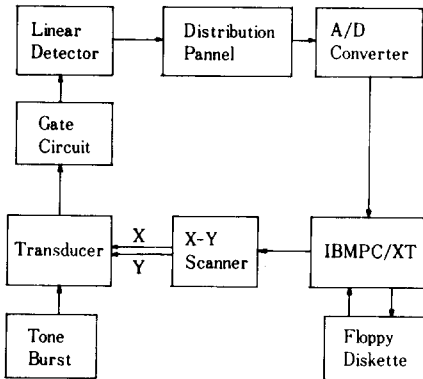 Linear
Detector
Distribution
Pannel
A/D
Converter
Gate
Circuit
Transducer
X
Y
X-Y
Scanner
IBMPC/XT
Tone
Burst
Floppy
Diskette